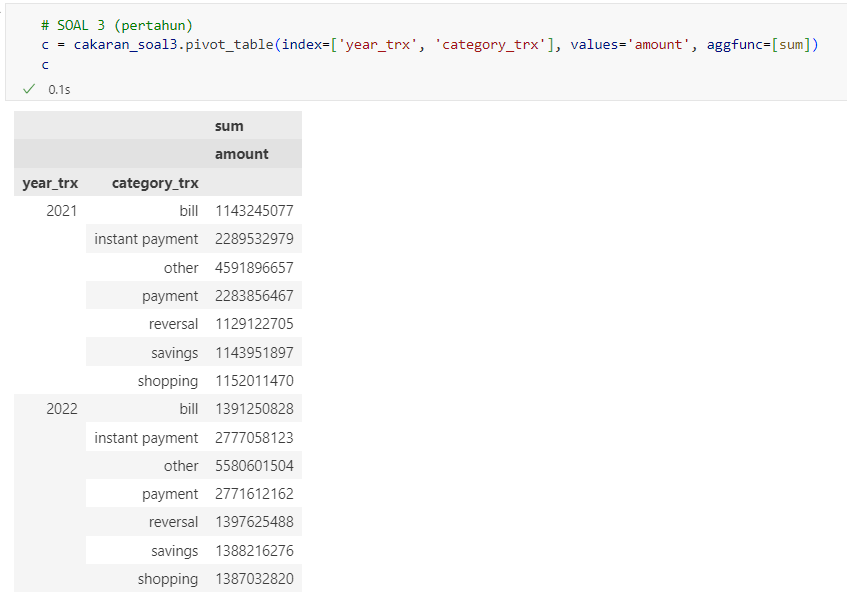 # SOAL 3 (pertahun)
c = cakaran_soal3.pivot_table(index=['year_trx', 'category_trx'], values='amount', aggfunc=[sum])
c
✓ 0.1s
sum
amount
year_trx category_trx
2021 bill 1143245077
instant payment 2289532979
other 4591896657
payment 2283856467
reversal 1129122705
savings 1143951897
shopping 1152011470
2022 bill 1391250828
instant payment 2777058123
other 5580601504
payment 2771612162
reversal 1397625488
savings 1388216276
shopping 1387032820